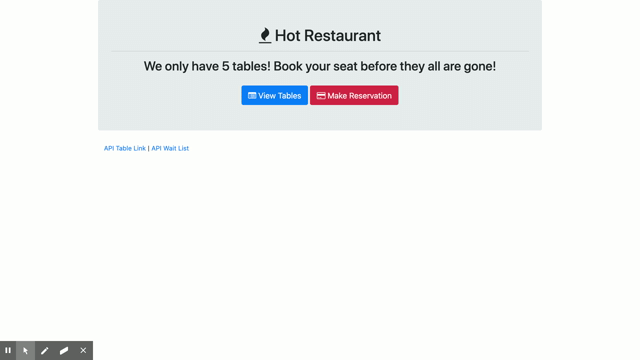 Hot Restaurant
We only have 5 tables! Book your seat before they all are gone!
View Tables Make Reservation
API Table Link | API Wait List